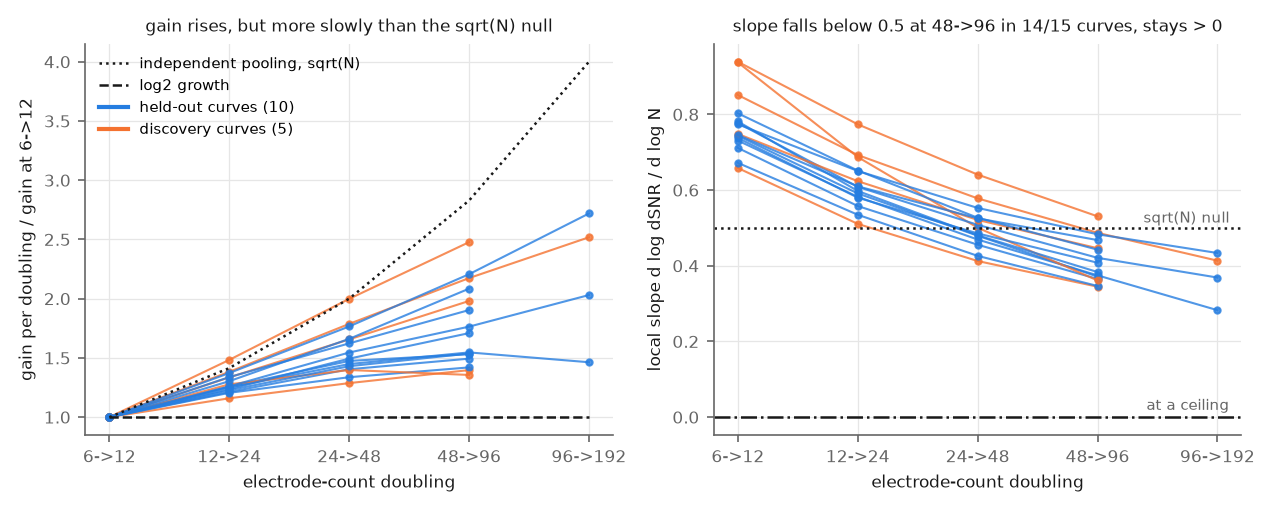 gain rises, but more slowly than the sqrt(N) null
independent pooling, sqrt(N)
log2 growth
held-out curves (10)
discovery curves (5)
gain per doubling / gain at 6->12
4.0
3.5
3.0
2.5
2.0
1.5
1.0
6->12
12->24
24->48
48->96
96->192
electrode-count doubling
slope falls below 0.5 at 48->96 in 14/15 curves, stays > 0
local slope d log dSNR / d log N
0.8
0.6
0.4
0.2
0.0
sqrt(N) null
at a ceiling
6->12
12->24
24->48
48->96
96->192
electrode-count doubling